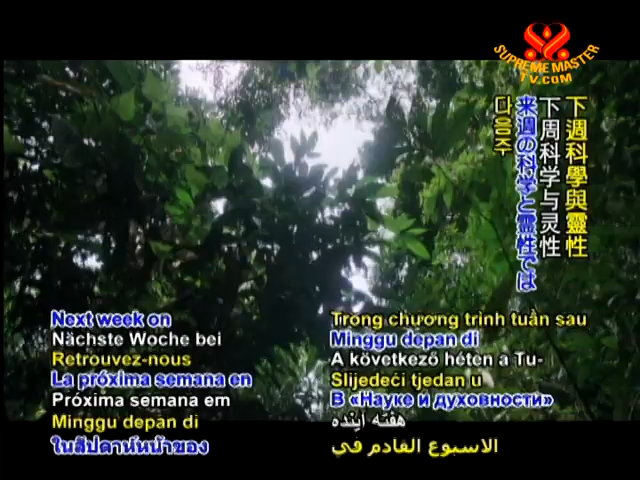 SUPREME MASTER
TV.COM
下週科學與靈性
下周科学与灵性
来週の科学と霊性では
다음주
Next week on
Nächste Woche bei
Retrouvez-nous
La próxima semana en
Próxima semana em
Minggu depan di
ในสัปดาห์หน้าของ
Trong chương trình tuần sau
Minggu depan di
A következő héten a Tu-
Slijedeći tjedan u
В «Науке и духовности»
هفته آینده
الاسبوع القادم في